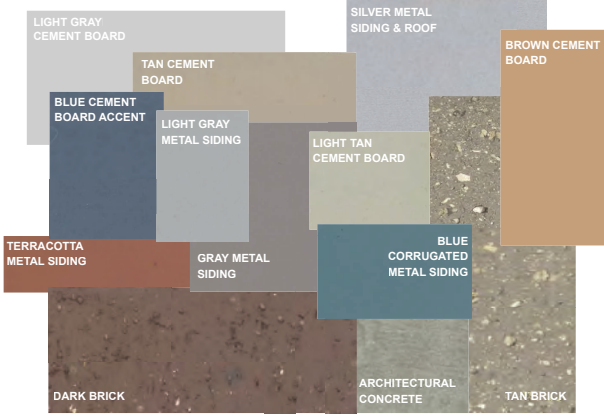 LIGHT GRAY
CEMENT BOARD
SILVER METAL
SIDING & ROOF
BROWN CEMENT
BOARD
TAN CEMENT
BOARD
BLUE CEMENT
BOARD ACCENT
LIGHT GRAY
METAL SIDING
LIGHT TAN
CEMENT BOARD
TERRACOTTA
METAL SIDING
GRAY METAL
SIDING
BLUE
CORRUGATED
METAL SIDING
DARK BRICK
ARCHITECTURAL
CONCRETE
TAN BRICK